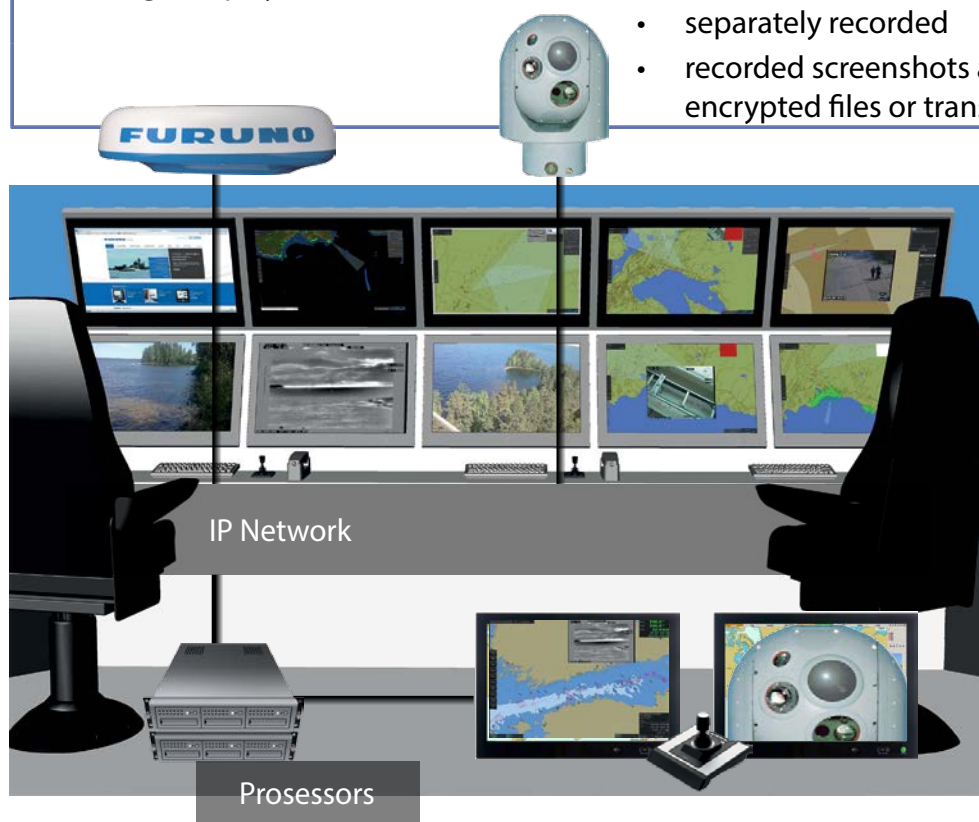 • separately recorded
• recorded screenshots
encrypted files or tran
FURUNO
IP Network
Prosessors